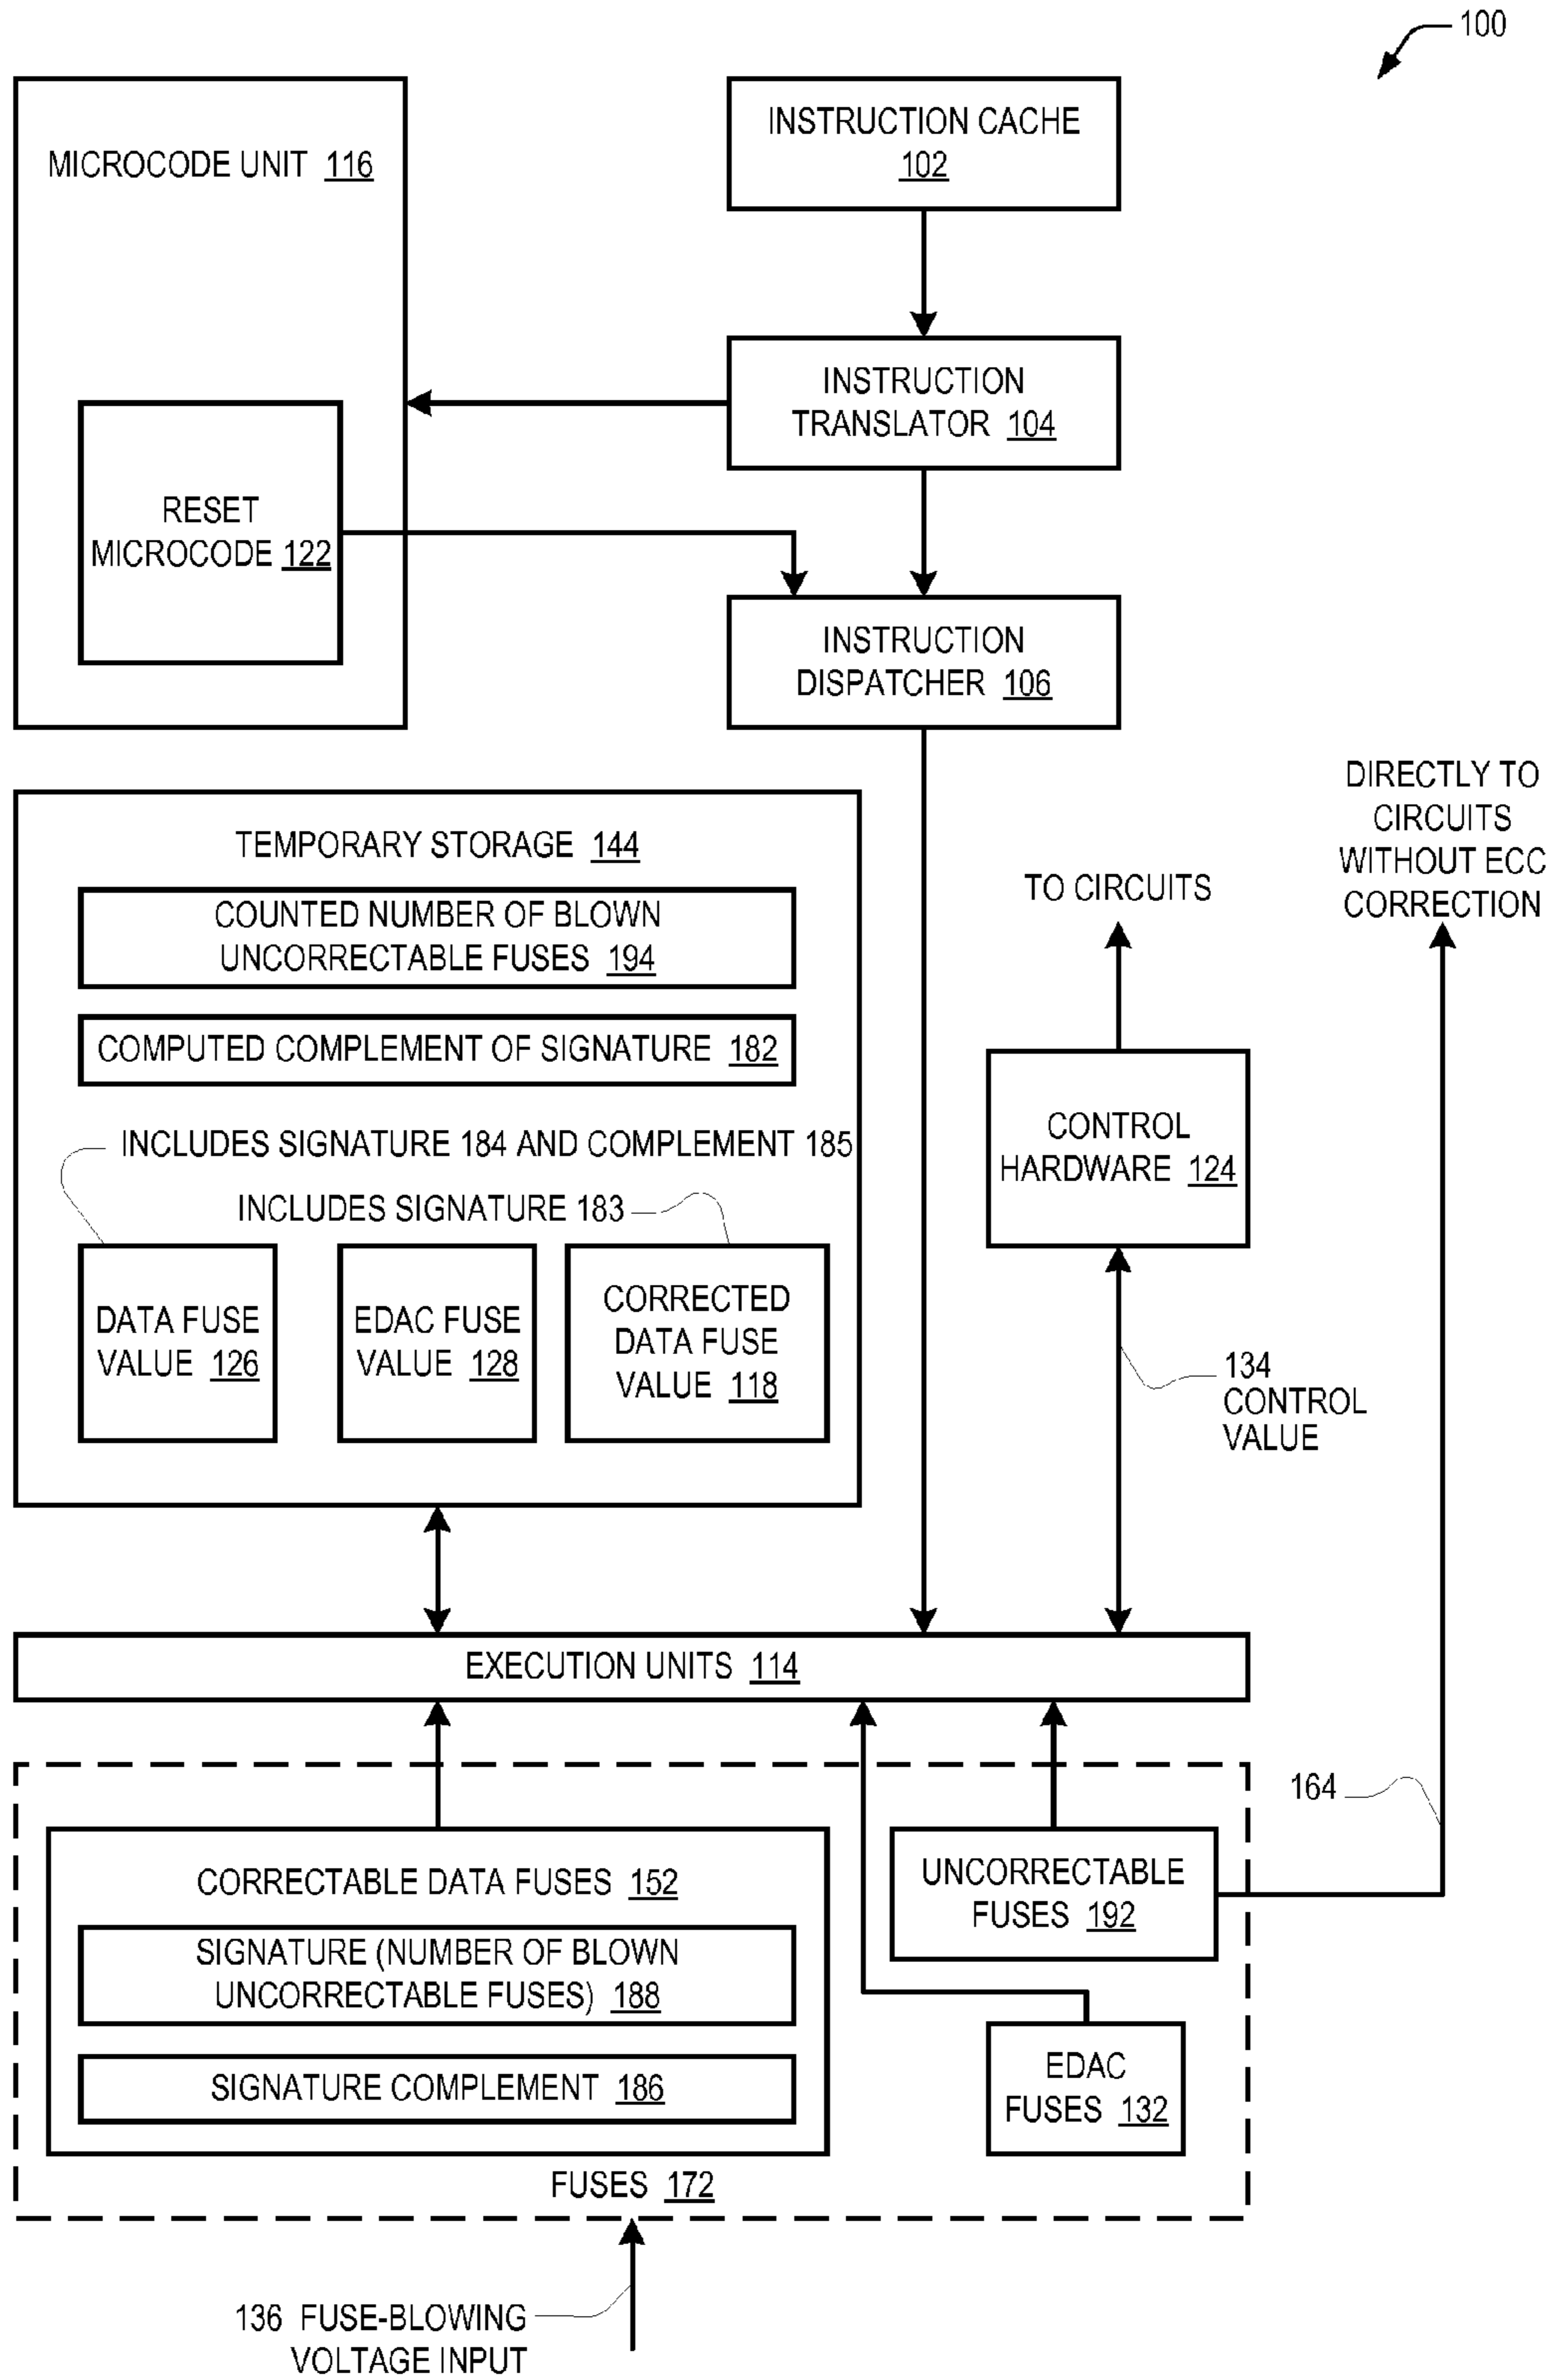 100
MICROCODE UNIT 116
INSTRUCTION CACHE
102
INSTRUCTION
TRANSLATOR 104
RESET
MICROCODE 122
INSTRUCTION
DISPATCHER 106
DIRECTLY TO
CIRCUITS
WITHOUT ECC
CORRECTION
TO CIRCUITS
TEMPORARY STORAGE 144
COUNTED NUMBER OF BLOWN
UNCORRECTABLE FUSES 194
COMPUTED COMPLEMENT OF SIGNATURE 182
INCLUDES SIGNATURE 184 AND COMPLEMENT 185
INCLUDES SIGNATURE 183
DATA FUSE
VALUE 126
EDAC FUSE
VALUE 128
CORRECTED
DATA FUSE
VALUE 118
CONTROL
HARDWARE 124
134
CONTROL
VALUE
EXECUTION UNITS 114
164
CORRECTABLE DATA FUSES 152
SIGNATURE (NUMBER OF BLOWN
UNCORRECTABLE FUSES) 188
SIGNATURE COMPLEMENT 186
UNCORRECTABLE
FUSES 192
EDAC
FUSES 132
FUSES 172
136 FUSE-BLOWING
VOLTAGE INPUT